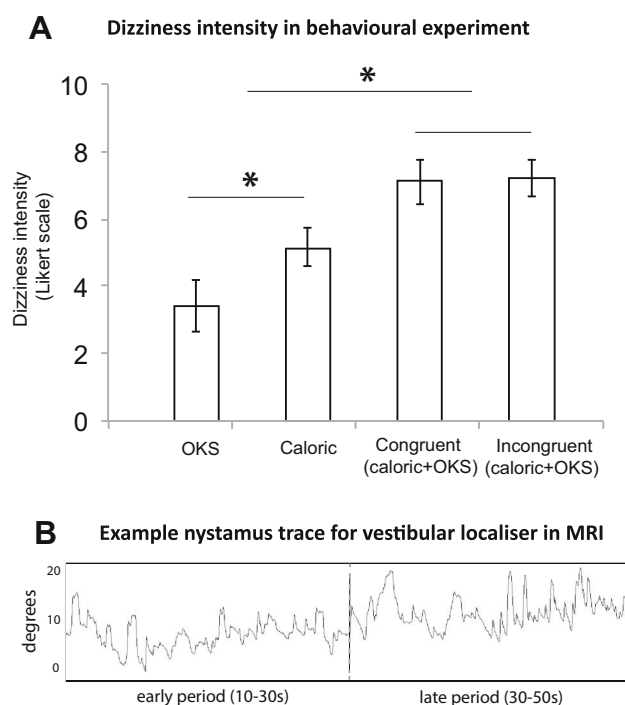 A
Dizziness intensity in behavioural experiment
*
*
10
8
6
4
2
0
Dizziness intensity
(Likert scale)
OKS
Caloric
Congruent
(caloric+OKS)
Incongruent
(caloric+OKS)
B
Example nystamus trace for vestibular localiser in MRI
20
10
0
degrees
early period (10-30s)
late period (30-50s)